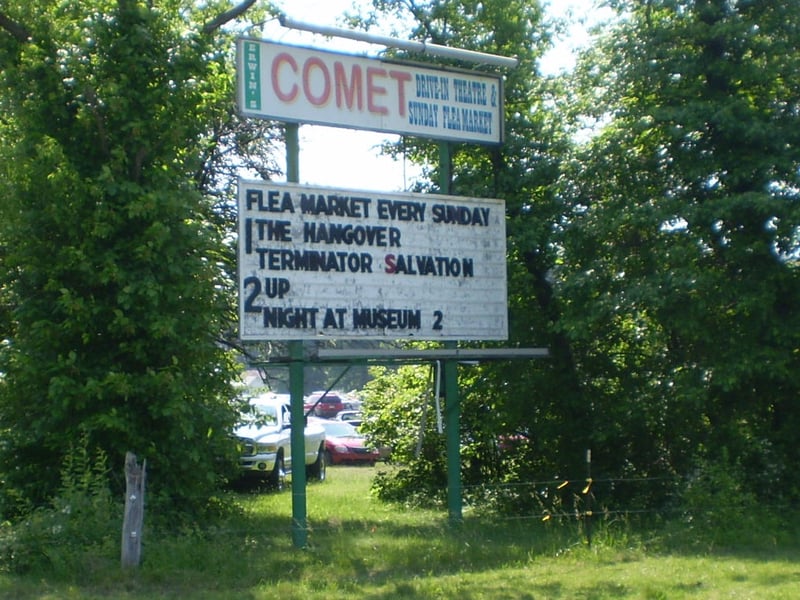 ERWIN'S
COMET
DRIVE-IN THEATRE &
SUNDAY FLEA MARKET
FLEA MARKET EVERY SUNDAY
1 THE HANGOVER
TERMINATOR SALVATION
2 UP
NIGHT AT MUSEUM 2